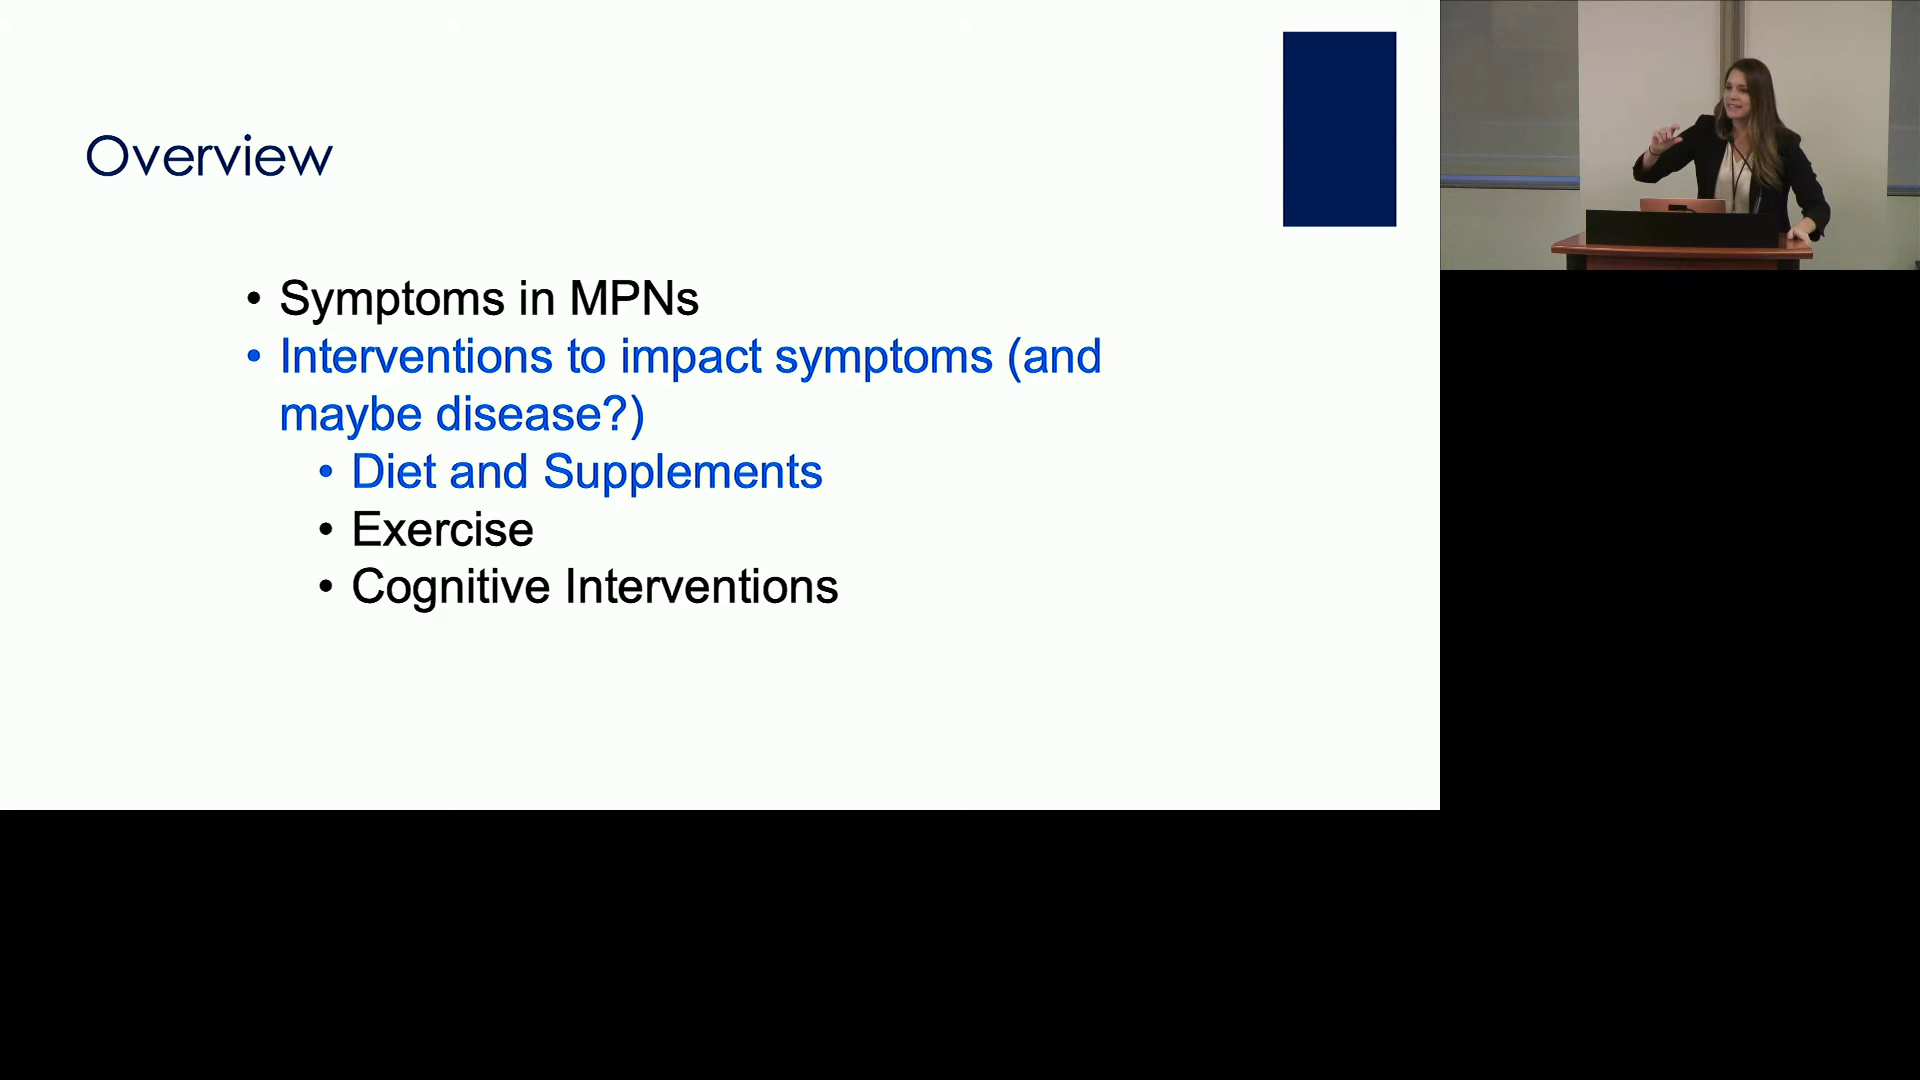 Overview
• Symptoms in MPNs
• Interventions to impact symptoms (and
maybe disease?)
• Diet and Supplements
• Exercise
• Cognitive Interventions